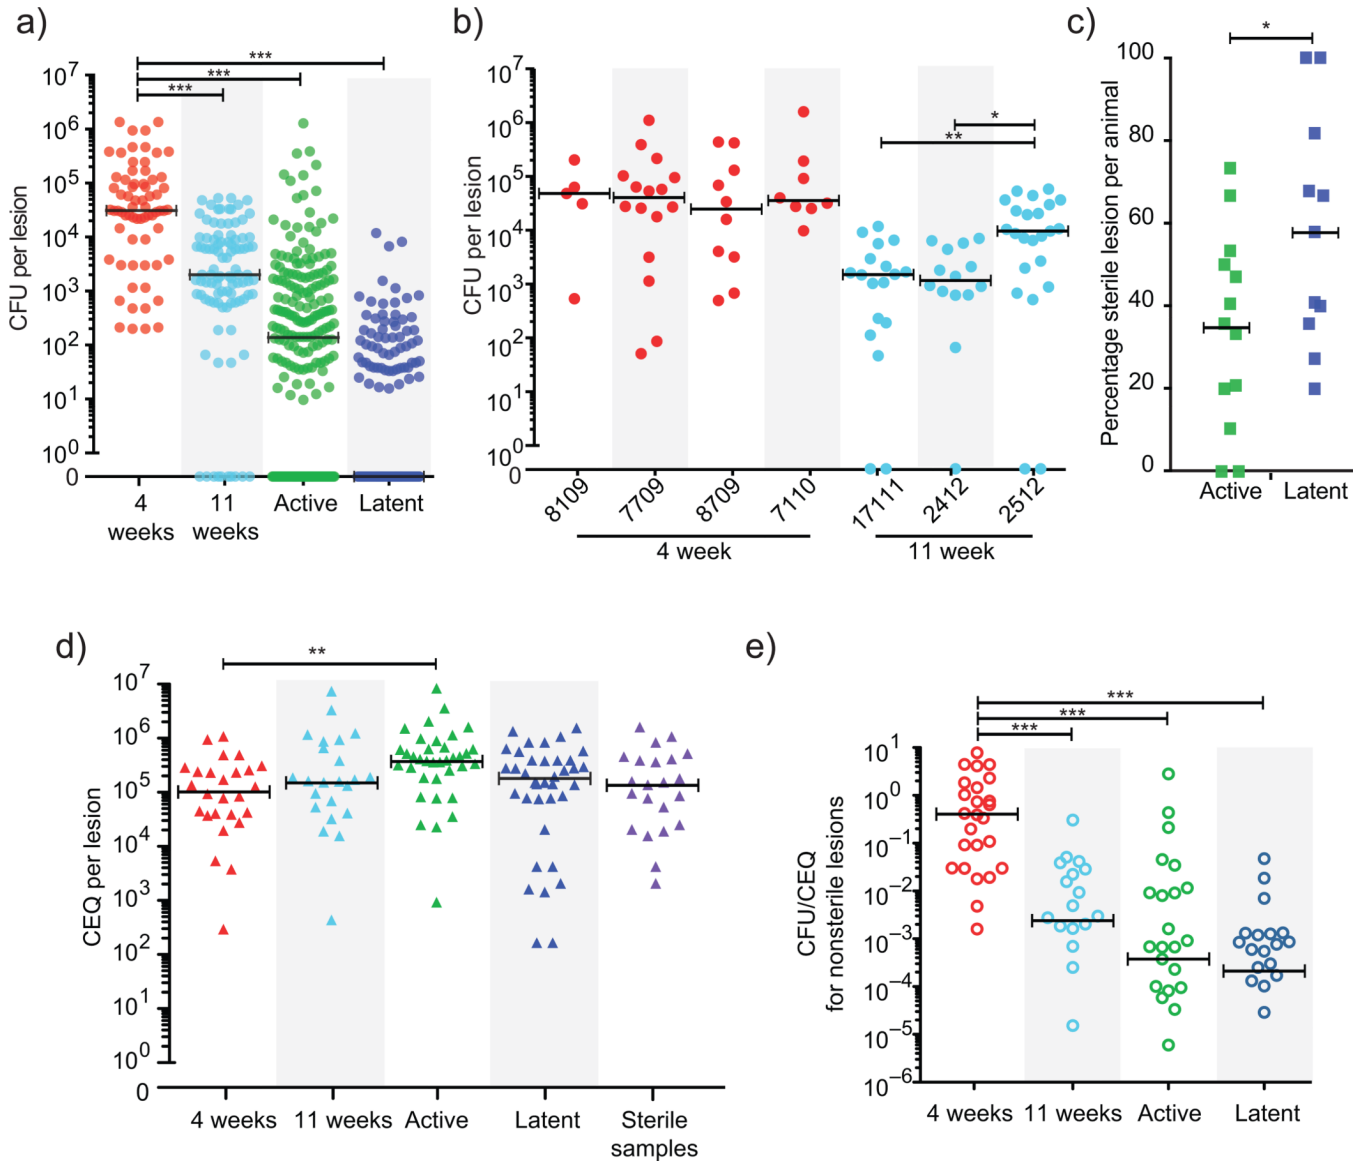 a)
***
***
***
CFU per lesion
10^7
10^6
10^5
10^4
10^3
10^2
10^1
10^0
0
4 weeks
11 weeks
Active
Latent
b)
*
**
CFU per lesion
10^7
10^6
10^5
10^4
10^3
10^2
10^1
10^0
0
8109
7709
8709
7110
17111
2412
2512
4 week
11 week
c)
*
Percentage sterile lesion per animal
100
80
60
40
20
0
Active
Latent
d)
**
CEQ per lesion
10^7
10^6
10^5
10^4
10^3
10^2
10^1
10^0
0
4 weeks
11 weeks
Active
Latent
Sterile
samples
e)
***
***
***
CFU/CEQ
for nonsterile lesions
10^1
10^0
10^-1
10^-2
10^-3
10^-4
10^-5
10^-6
4 weeks
11 weeks
Active
Latent